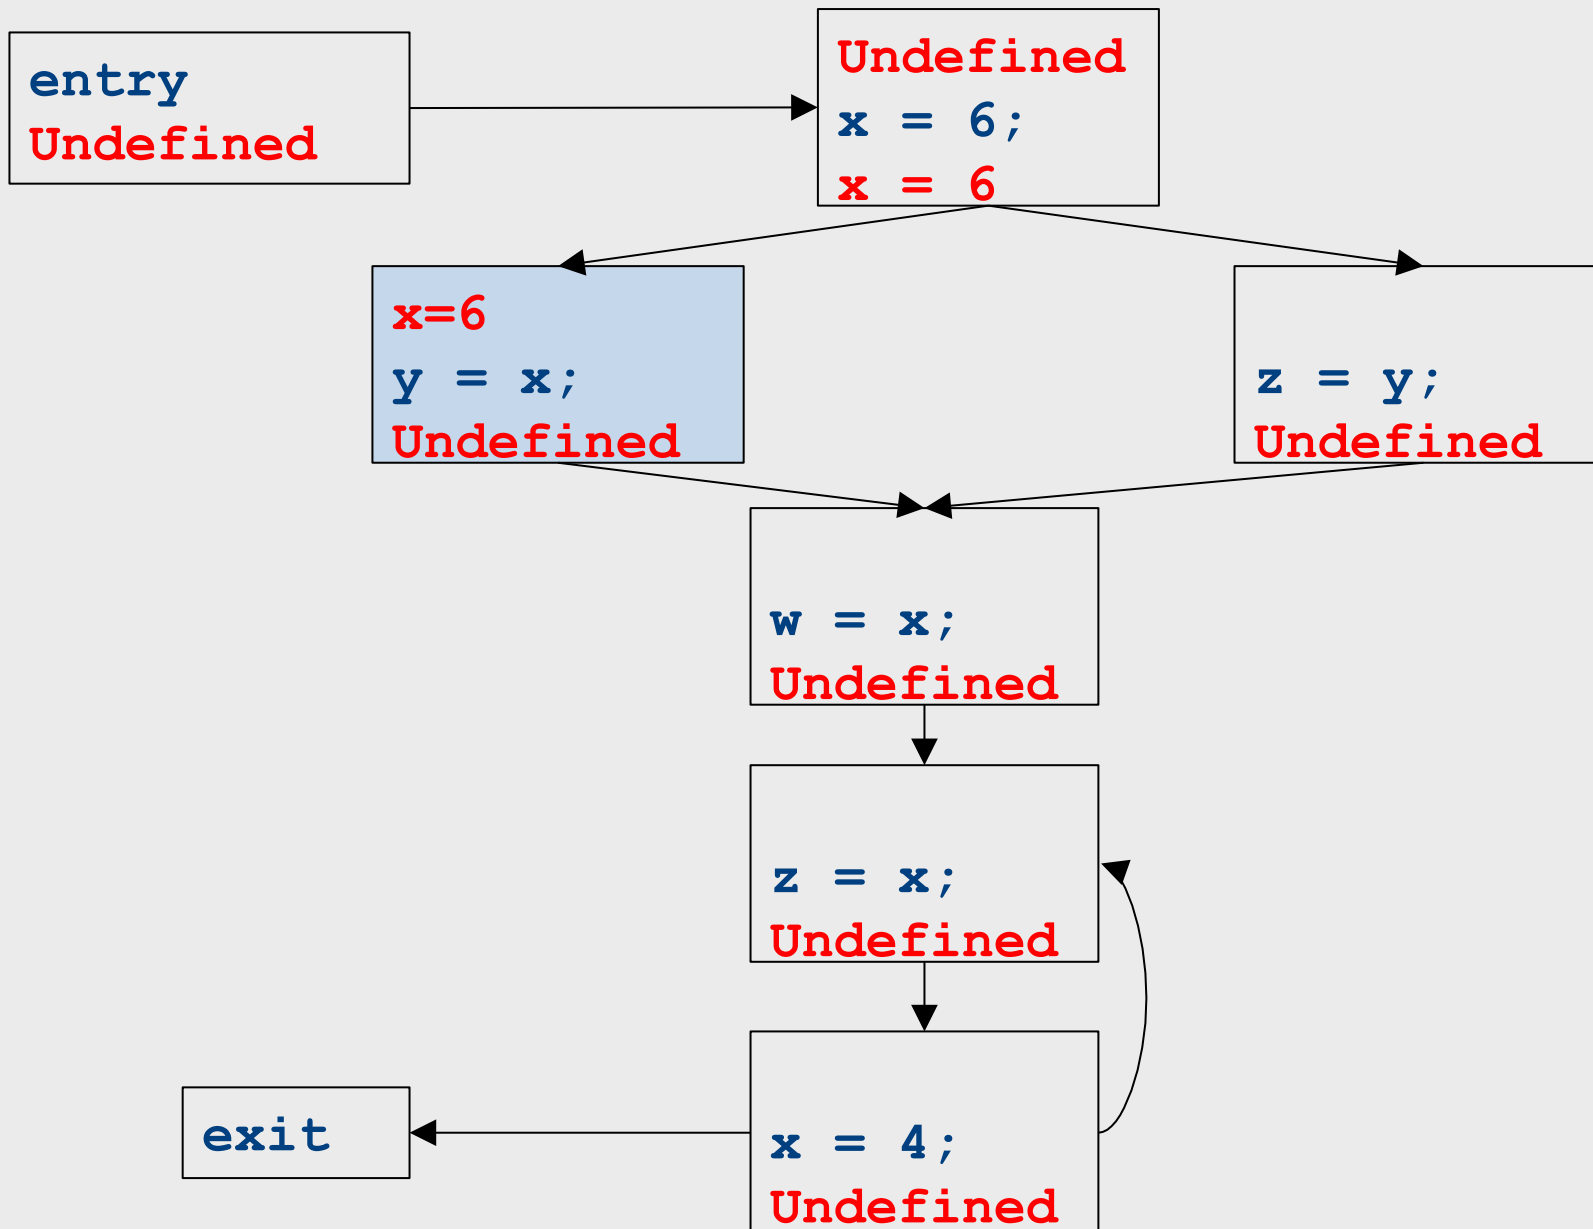 entry
Undefined
Undefined
x = 6;
x = 6
x=6
y = x;
Undefined
z = y;
Undefined
w = x;
Undefined
z = x;
Undefined
exit
x = 4;
Undefined